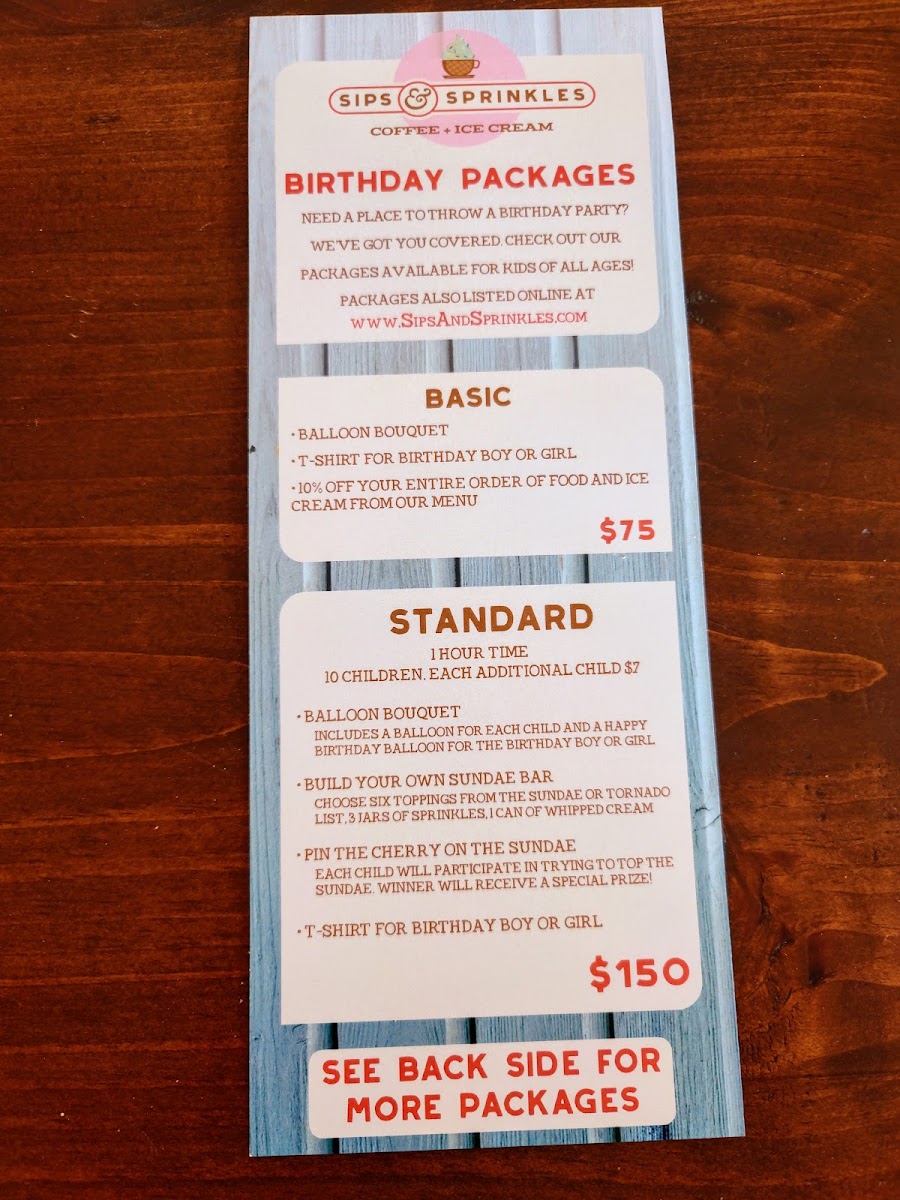 SIPS & SPRINKLES
COFFEE + ICE CREAM
BIRTHDAY PACKAGES
NEED A PLACE TO THROW A BIRTHDAY PARTY?
WE'VE GOT YOU COVERED. CHECK OUT OUR
PACKAGES AVAILABLE FOR KIDS OF ALL AGES!
PACKAGES ALSO LISTED ONLINE AT
WWW.SIPSANDSPRINKLES.COM
BASIC
• BALLOON BOUQUET
• T-SHIRT FOR BIRTHDAY BOY OR GIRL
• 10% OFF YOUR ENTIRE ORDER OF FOOD AND ICE
CREAM FROM OUR MENU
$75
STANDARD
1 HOUR TIME
10 CHILDREN. EACH ADDITIONAL CHILD $7
• BALLOON BOUQUET
INCLUDES A BALLOON FOR EACH CHILD AND A HAPPY
BIRTHDAY BALLOON FOR THE BIRTHDAY BOY OR GIRL
• BUILD YOUR OWN SUNDAE BAR
CHOOSE SIX TOPPINGS FROM THE SUNDAE OR TORNADO
LIST, 3 JARS OF SPRINKLES, 1 CAN OF WHIPPED CREAM
• PIN THE CHERRY ON THE SUNDAE
EACH CHILD WILL PARTICIPATE IN TRYING TO TOP THE
SUNDAE. WINNER WILL RECEIVE A SPECIAL PRIZE!
• T-SHIRT FOR BIRTHDAY BOY OR GIRL
$150
SEE BACK SIDE FOR
MORE PACKAGES